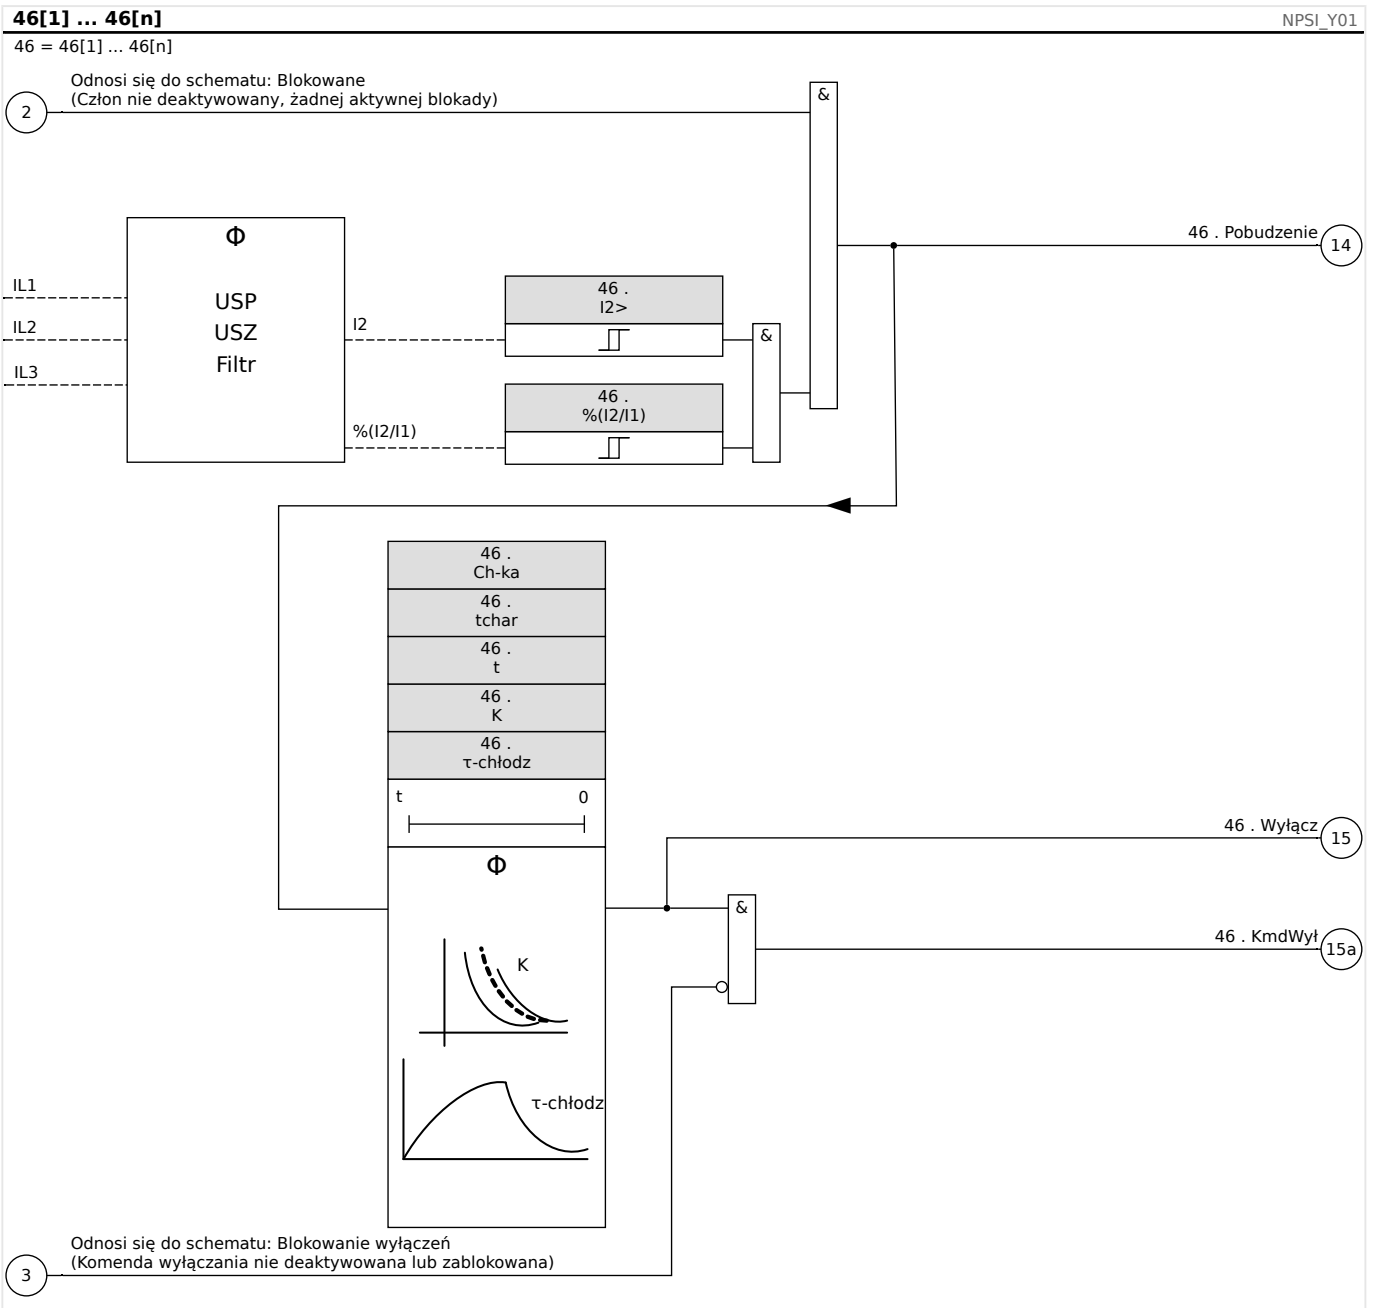 46[1] ... 46[n]
NPSI_Y01
46 = 46[1] ... 46[n]
Odnosi się do schematu: Blokowane
(Człon nie deaktywowany, żadnej aktywnej blokady)
2
&
Φ
USP
USZ
Filtr
IL1
IL2
IL3
I2
%(I2/I1)
46 .
I2>
46 .
%(I2/I1)
&
46 . Pobudzenie
14
46 .
Ch-ka
46 .
tchar
46 .
t
46 .
K
46 .
τ-chłodz
t
0
Φ
K
τ-chłodz
46 . Wyłącz
15
&
46 . KmdWył
15a
Odnosi się do schematu: Blokowanie wyłączeń
(Komenda wyłączania nie deaktywowana lub zablokowana)
3